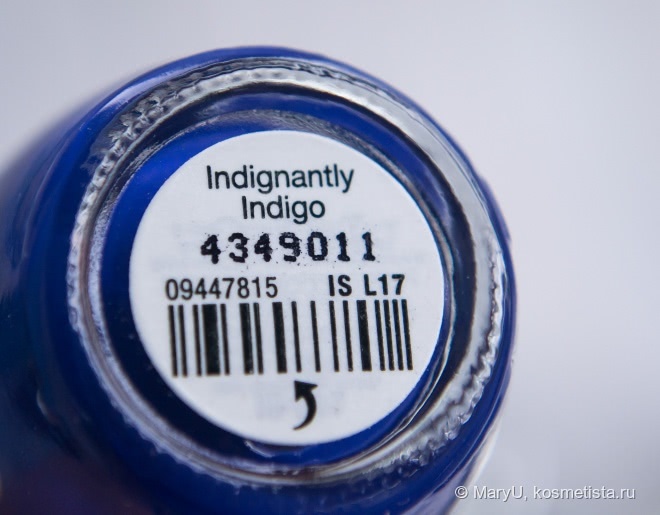 Indignantly
Indigo
4349011
09447815 IS L17
© MaryU, kosmetista.ru